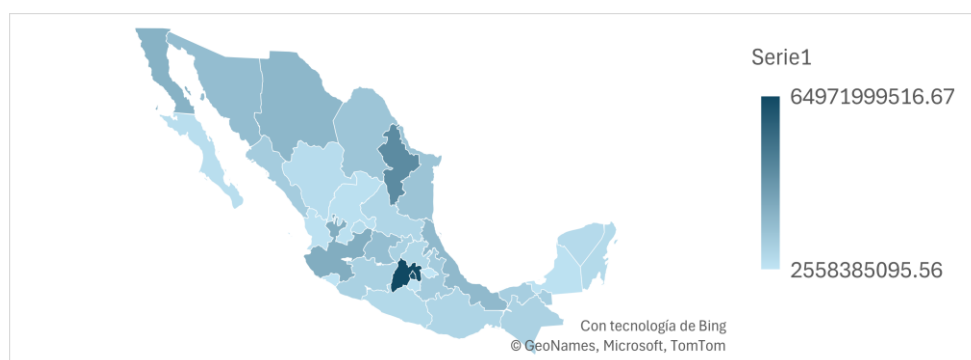 Serie1
64971999516.67
2558385095.56
Con tecnología de Bing
© GeoNames, Microsoft, TomTom